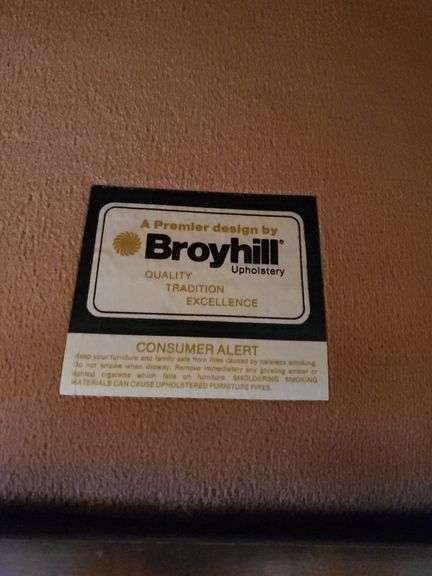 A Premier design by
Broyhill®
Upholstery
QUALITY
TRADITION
EXCELLENCE
CONSUMER ALERT
Keep your furniture and family safe from fires caused by careless smoking.
Do not smoke when drowsy. Remove immediately any glowing ember or
lighted cigarette which falls on furniture. SMOLDERING SMOKING
MATERIALS CAN CAUSE UPHOLSTERED FURNITURE FIRES.